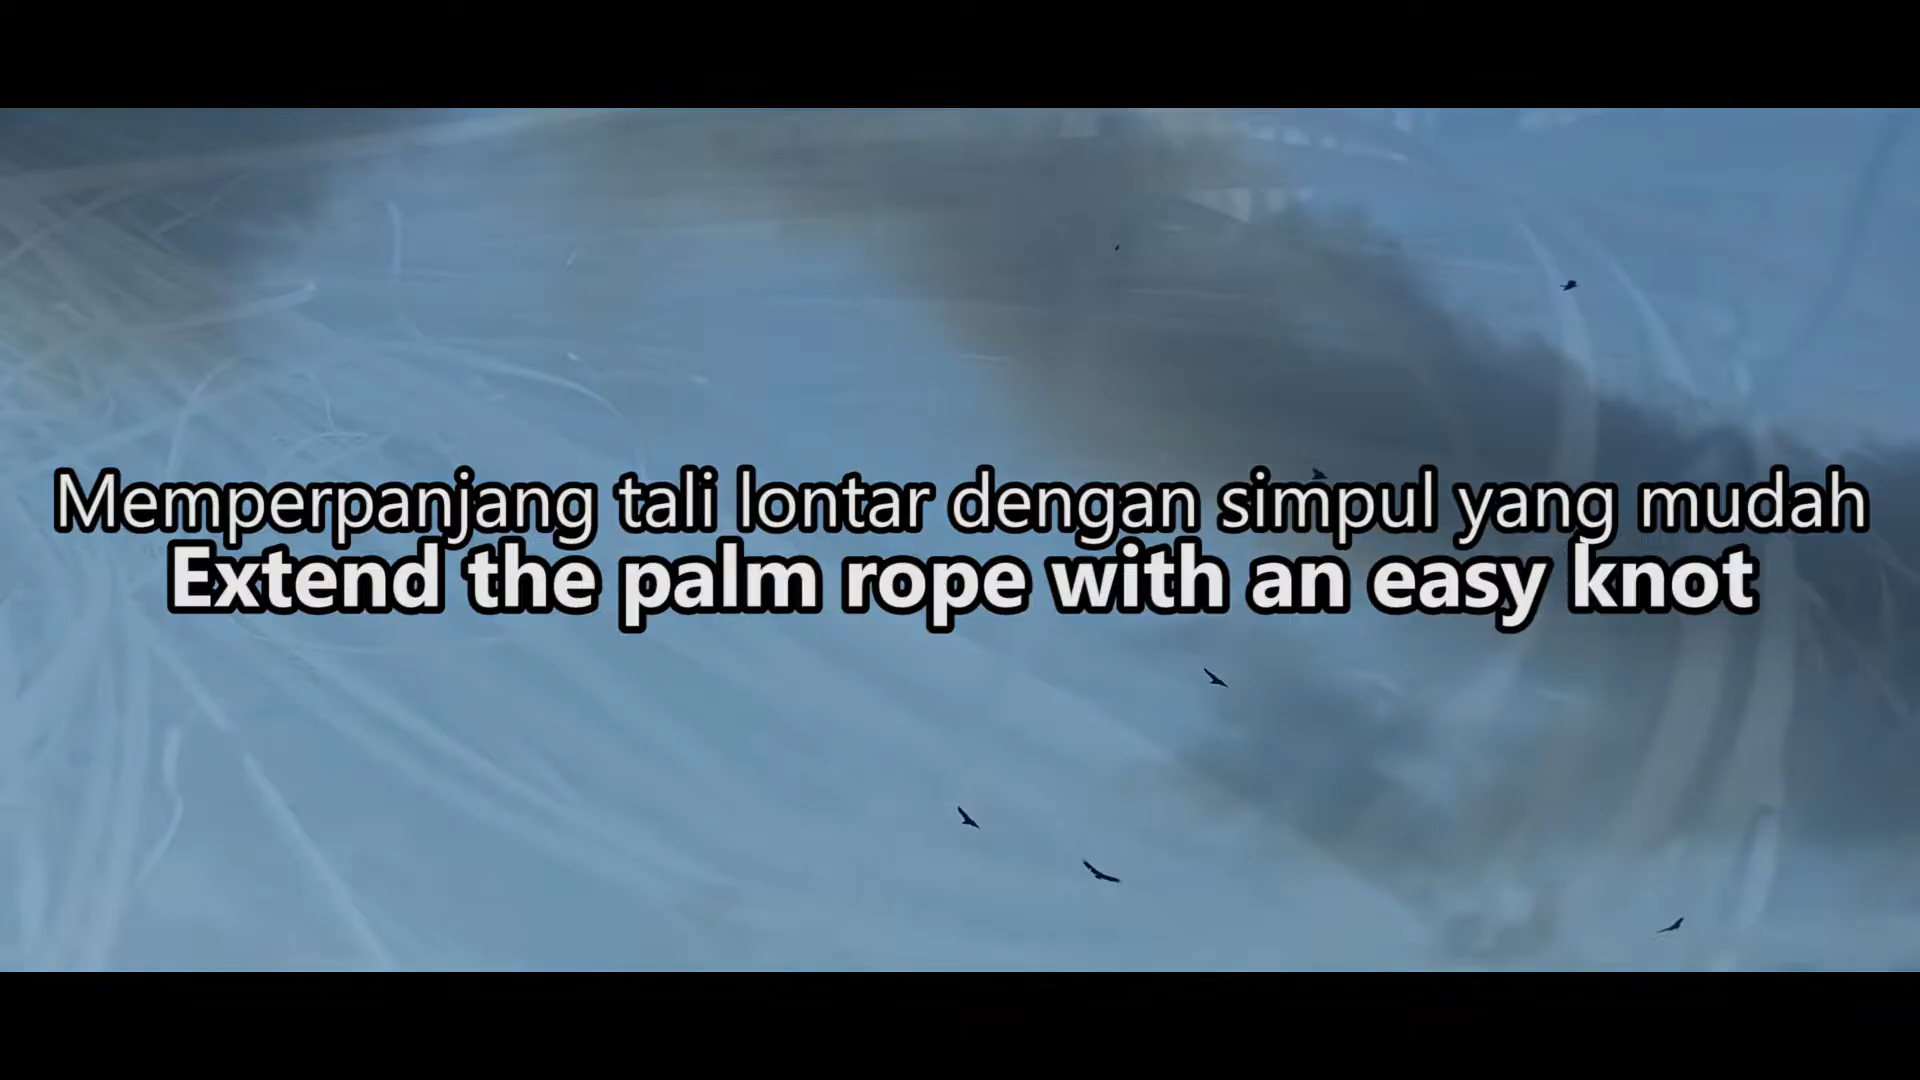 Memperpanjang tali lontar dengan simpul yang mudah
Extend the palm rope with an easy knot